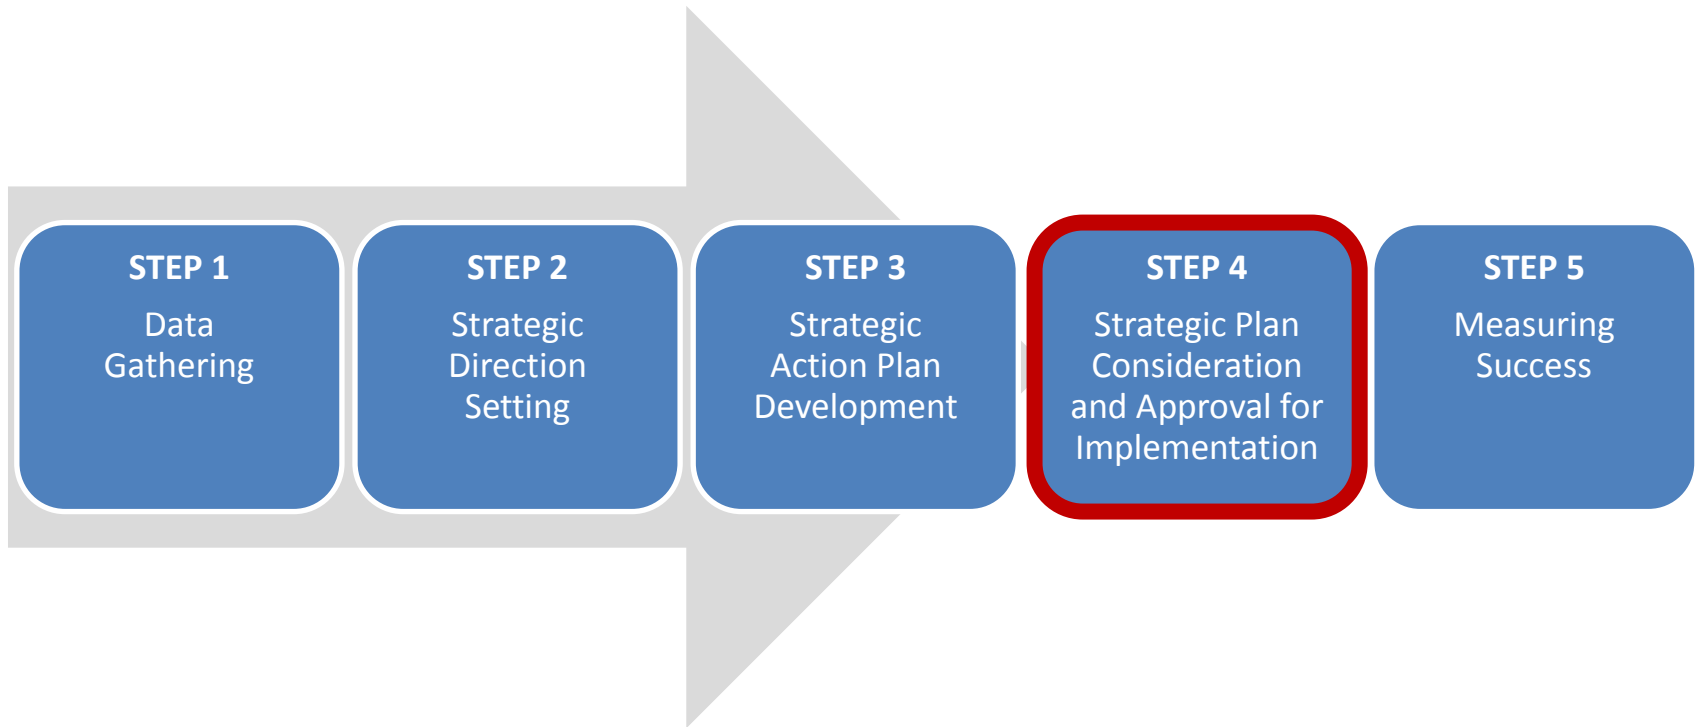 STEP 1
Data
Gathering
STEP 2
Strategic
Direction
Setting
STEP 3
Strategic
Action Plan
Development
STEP 4
Strategic Plan
Consideration
and Approval for
Implementation
STEP 5
Measuring
Success